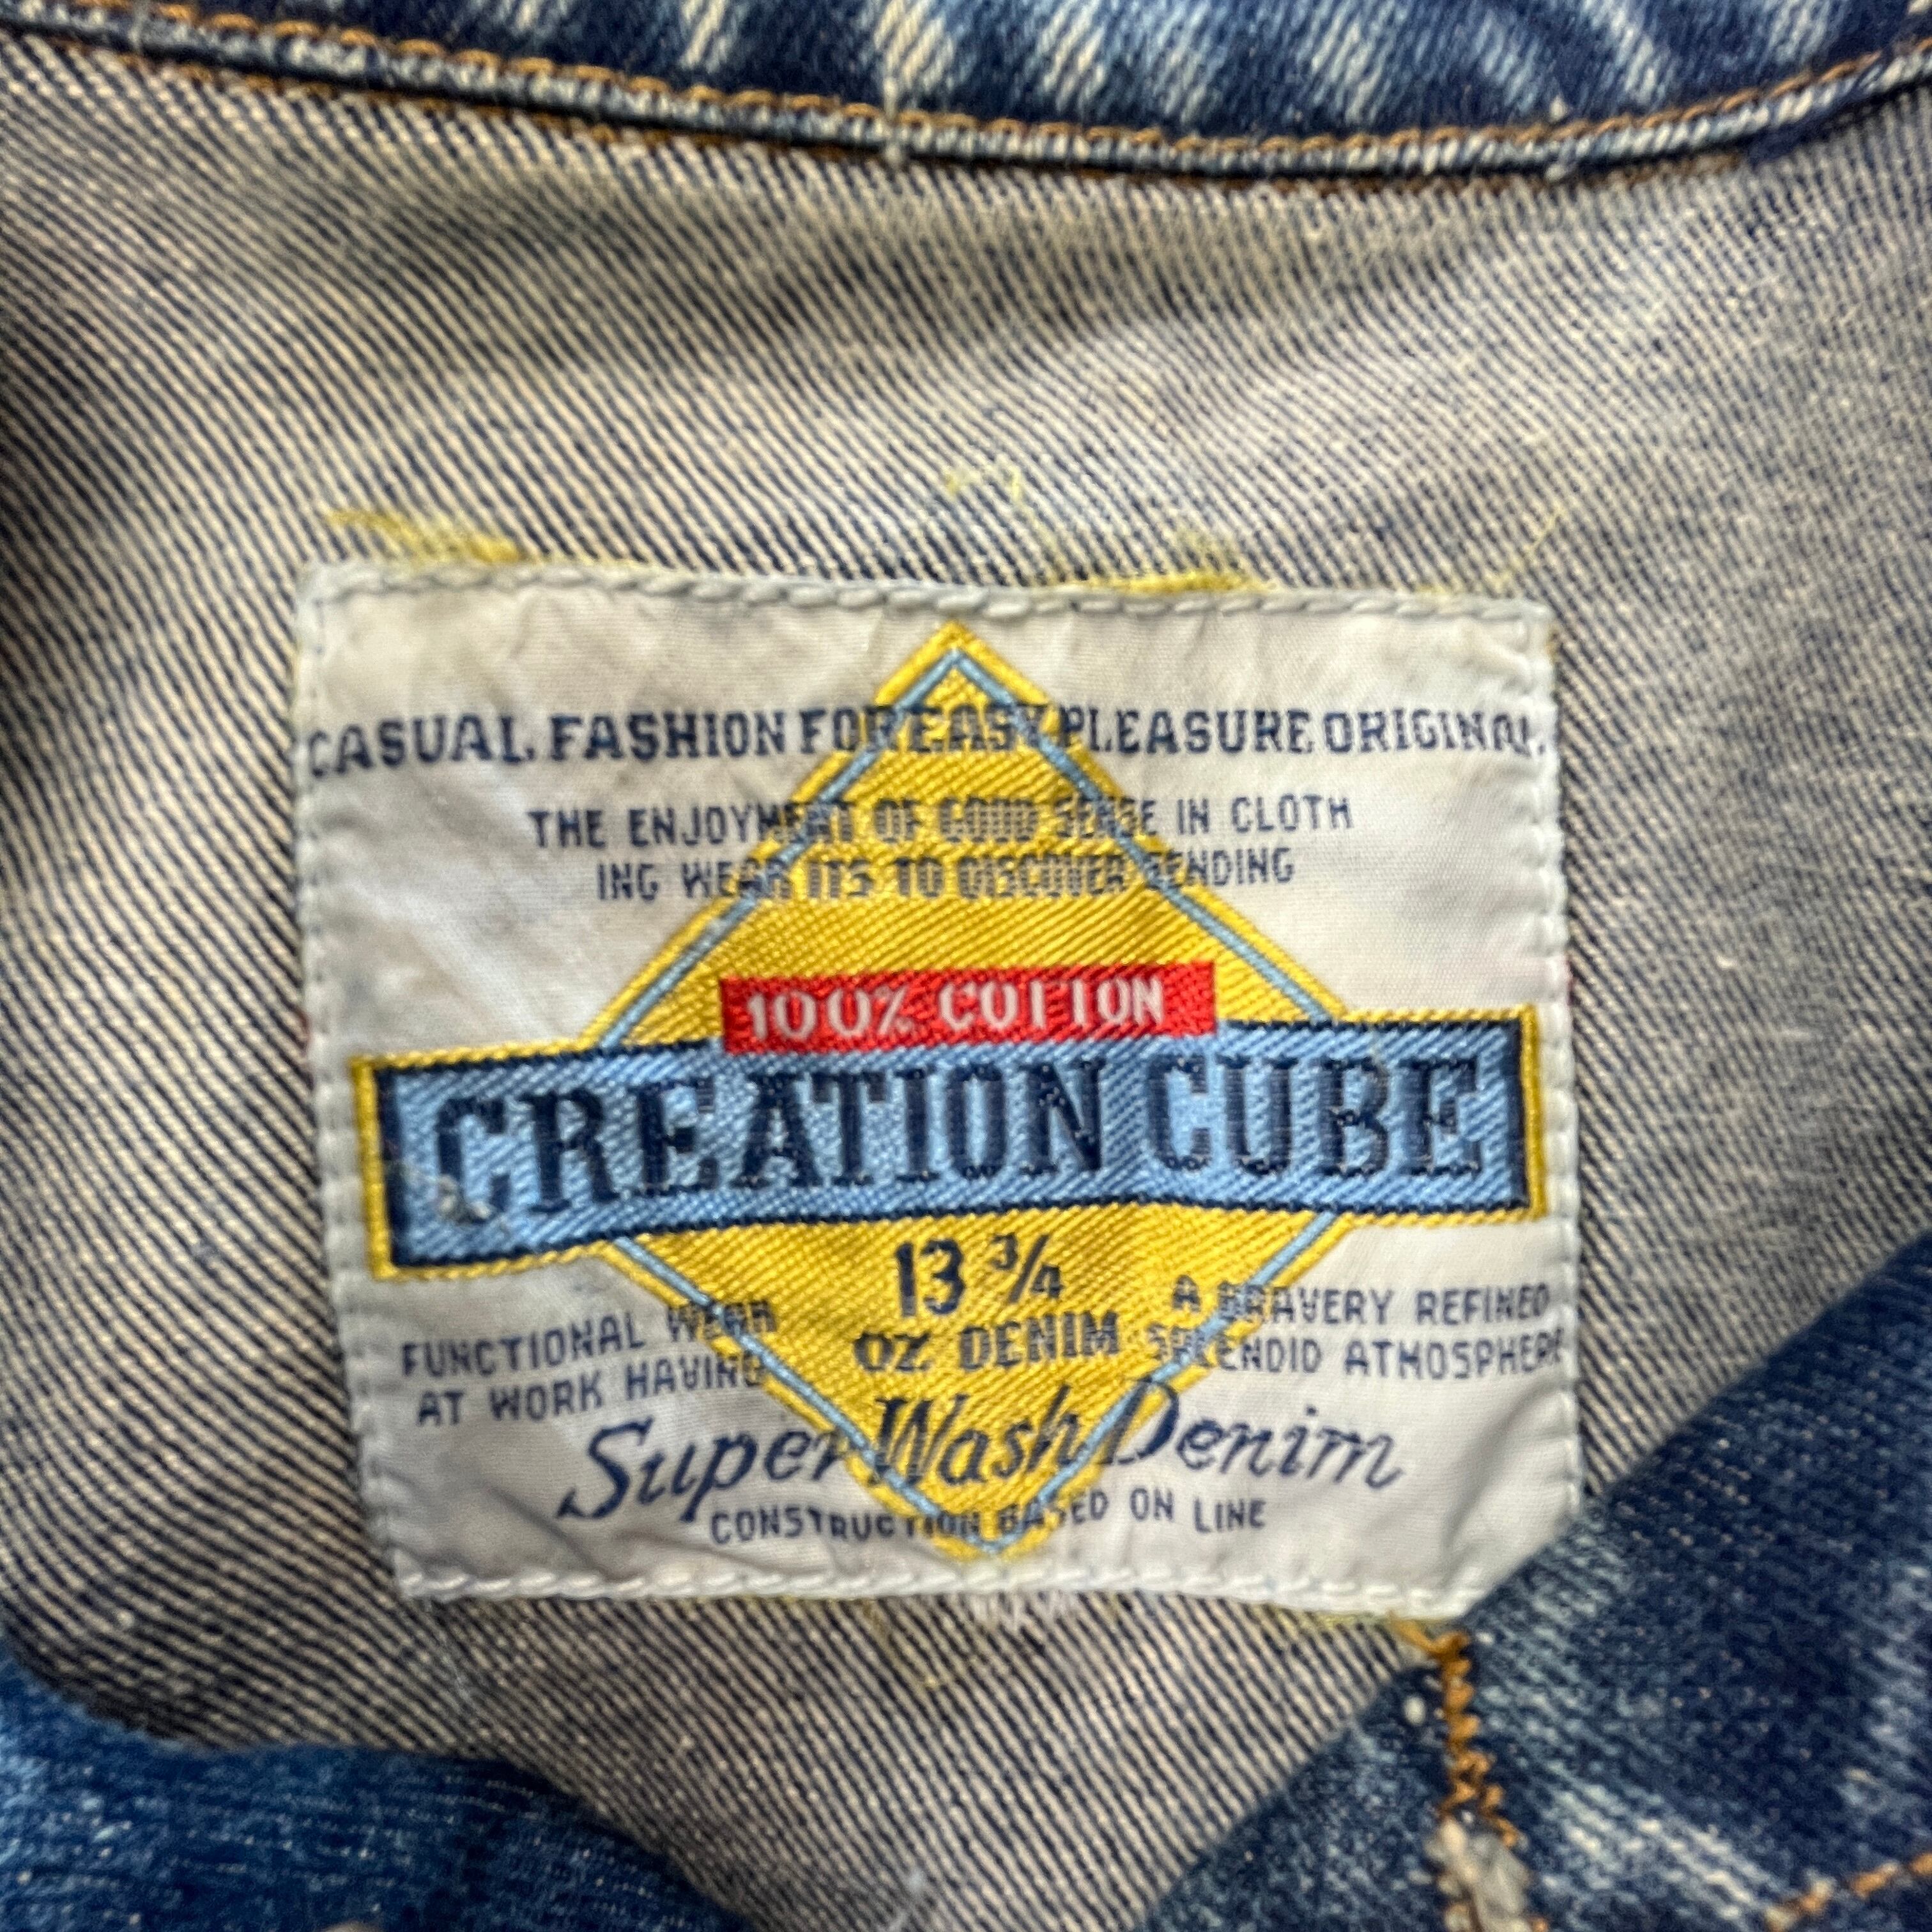 CASUAL FASHION FOR EASY PLEASURE ORIGINAL
THE ENJOYMENT OF GOOD SENSE IN CLOTH
ING WEAR ITS TO DISCOVER SENDING
100% COTTON
CREATION CUBE
13 3/4
OZ DENIM
FUNCTIONAL WEAR
AT WORK HAVING
A BRAVERY REFINED
SPLENDID ATMOSPHERE
Super Wash Denim
CONSTRUCTION BASED ON LINE